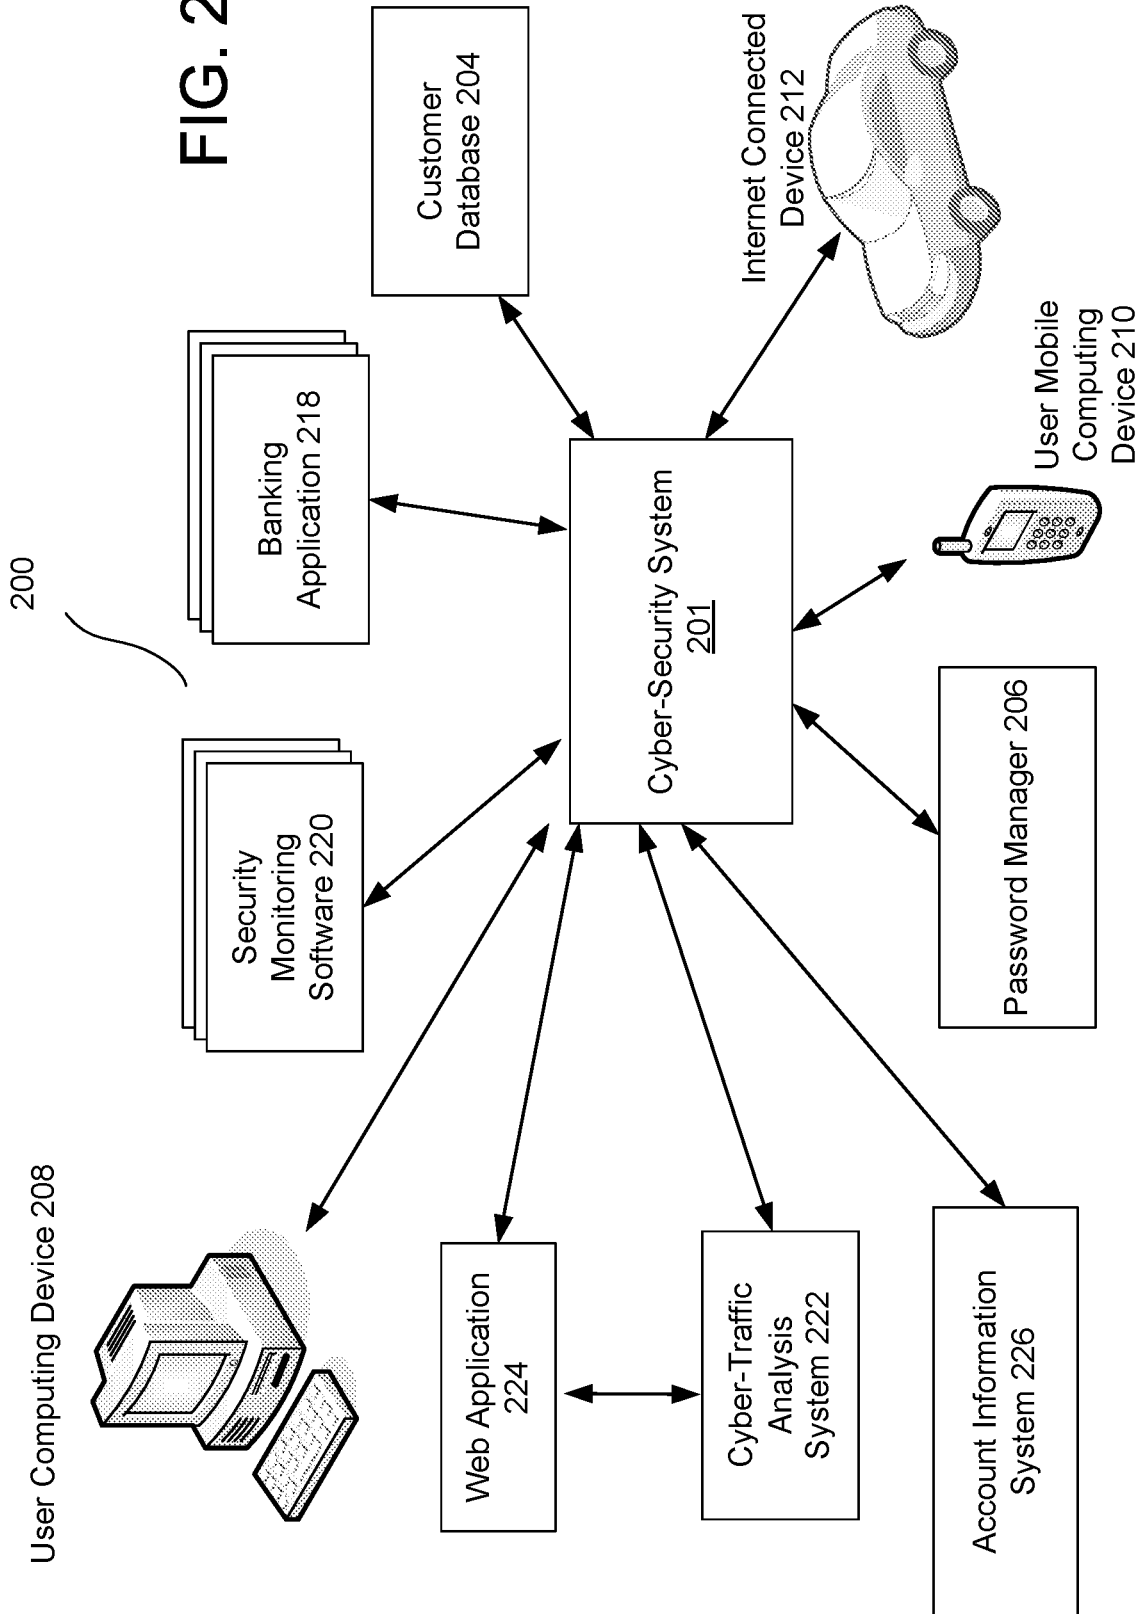 FIG. 2
200
User Computing Device 208
Security
Monitoring
Software 220
Banking
Application 218
Customer
Database 204
Web Application
224
Cyber-Security System
201
Internet Connected
Device 212
Cyber-Traffic
Analysis
System 222
Account Information
System 226
Password Manager 206
User Mobile
Computing
Device 210